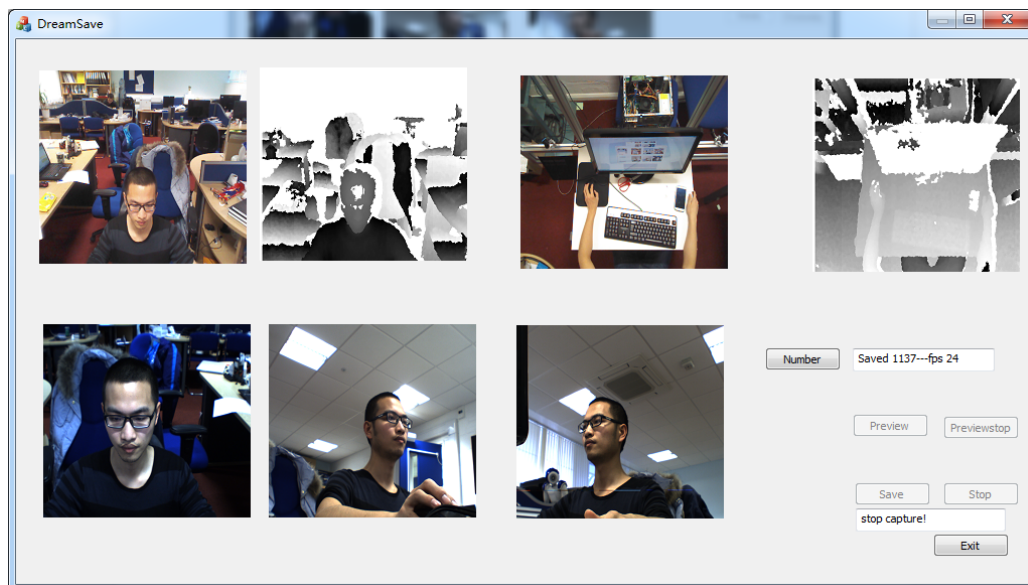 DreamSave
Number
Saved 1137---fps 24
Preview
Previewstop
Save
Stop
stop capture!
Exit